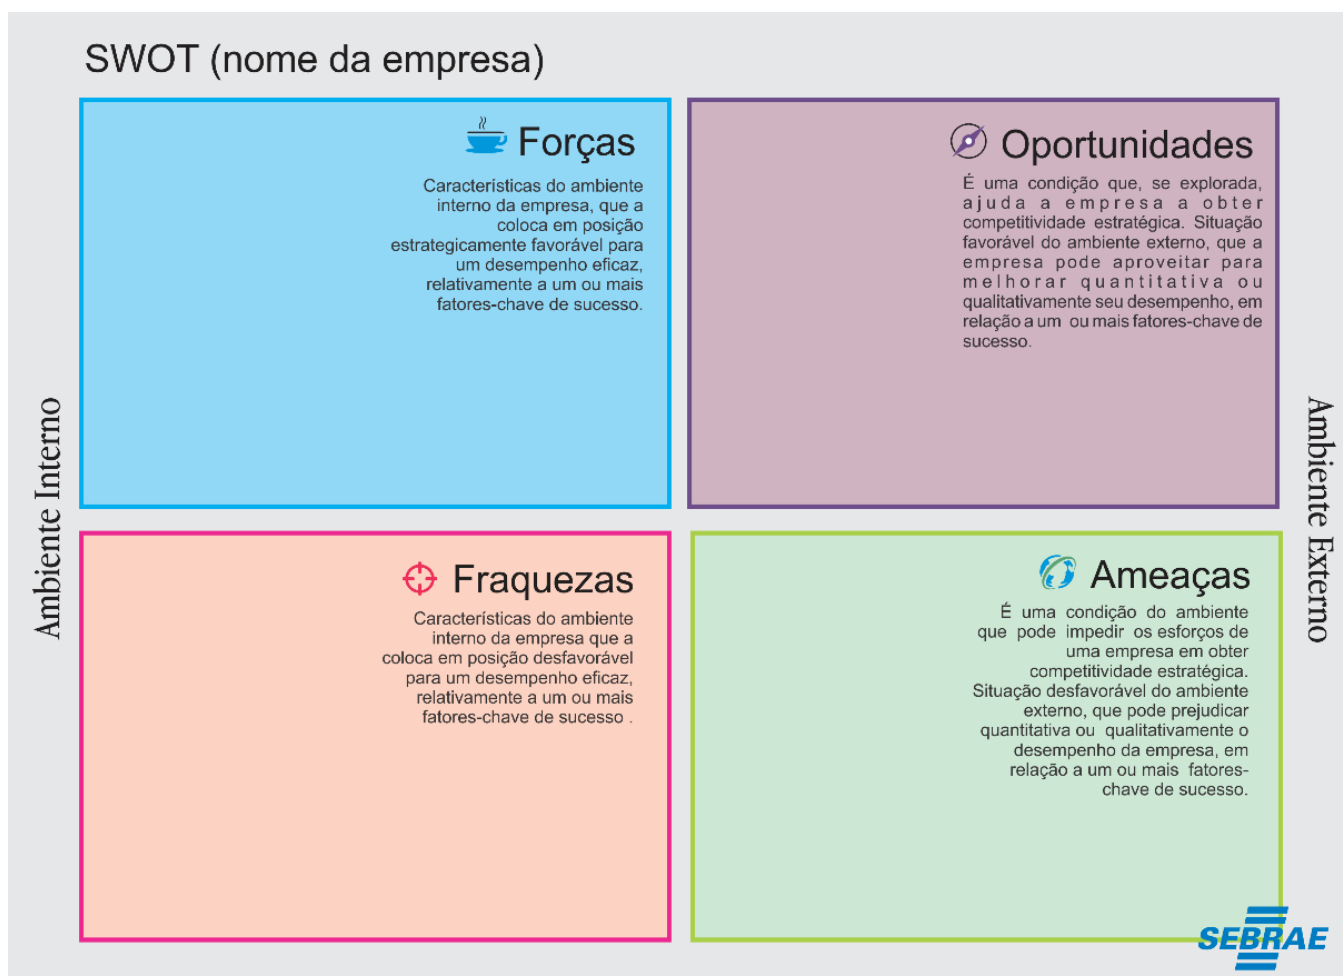 SWOT (nome da empresa)
Forças
Características do ambiente
interno da empresa, que a
coloca em posição
estrategicamente favorável para
um desempenho eficaz,
relativamente a um ou mais
fatores-chave de sucesso.
Oportunidades
É uma condição que, se explorada,
ajuda a empresa a obter
competitividade estratégica. Situação
favorável do ambiente externo, que a
empresa pode aproveitar para
melhorar quantitativa ou
qualitativamente seu desempenho, em
relação a um ou mais fatores-chave de
sucesso.
Ambiente Interno
Ambiente Externo
Fraquezas
Características do ambiente
interno da empresa que a
coloca em posição desfavorável
para um desempenho eficaz,
relativamente a um ou mais
fatores-chave de sucesso .
Ameaças
É uma condição do ambiente
que pode impedir os esforços de
uma empresa em obter
competitividade estratégica.
Situação desfavorável do ambiente
externo, que pode prejudicar
quantitativa ou qualitativamente o
desempenho da empresa, em
relação a um ou mais fatores-
chave de sucesso.
SEBRAE